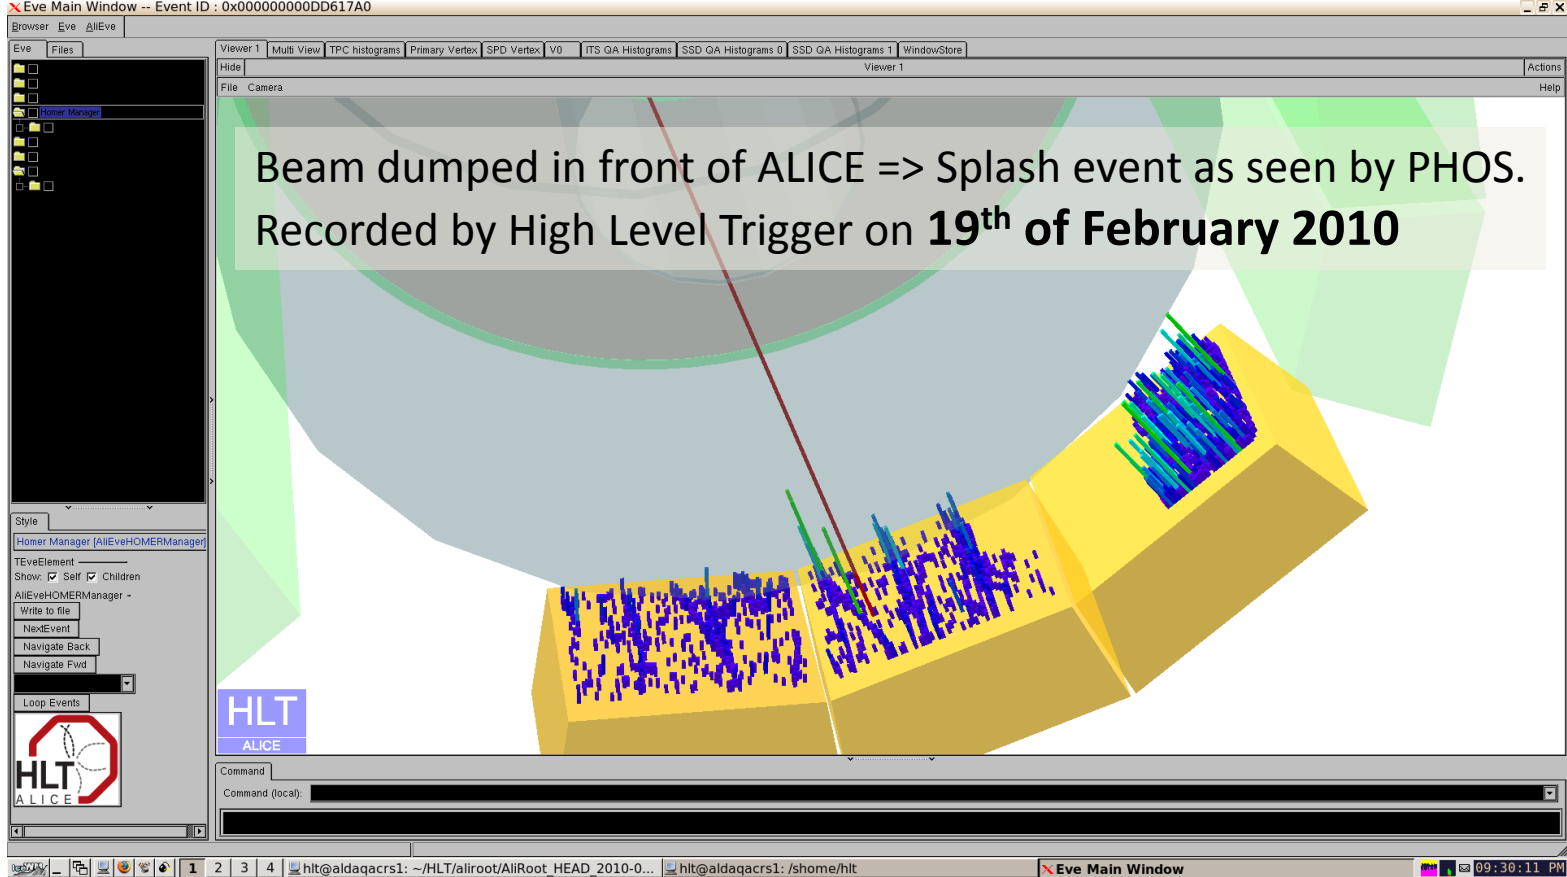 Eve Main Window -- Event ID : 0x000000000DD617A0
Browser Eve AliEve
Eve Files
Viewer 1 Multi View TPC histograms Primary Vertex SPD Vertex V0 ITS QA Histograms SSD QA Histograms 0 SSD QA Histograms 1 WindowStore
Hide Viewer 1 Actions
File Camera Help
Homer Manager
Beam dumped in front of ALICE => Splash event as seen by PHOS.
Recorded by High Level Trigger on 19th of February 2010
Style
Homer Manager [AliEveHOMERManager]
TEveElement
Show: Self Children
AliEveHOMERManager -
Write to file
NextEvent
Navigate Back
Navigate Fwd
Loop Events
HLT
ALICE
HLT
ALICE
Command
Command (local):
1 2 3 4 hlt@aldaqacrs1: ~/HLT/aliroot/AliRoot_HEAD_2010-0... hlt@aldaqacrs1: /shome/hlt Eve Main Window 09:30:11 PM